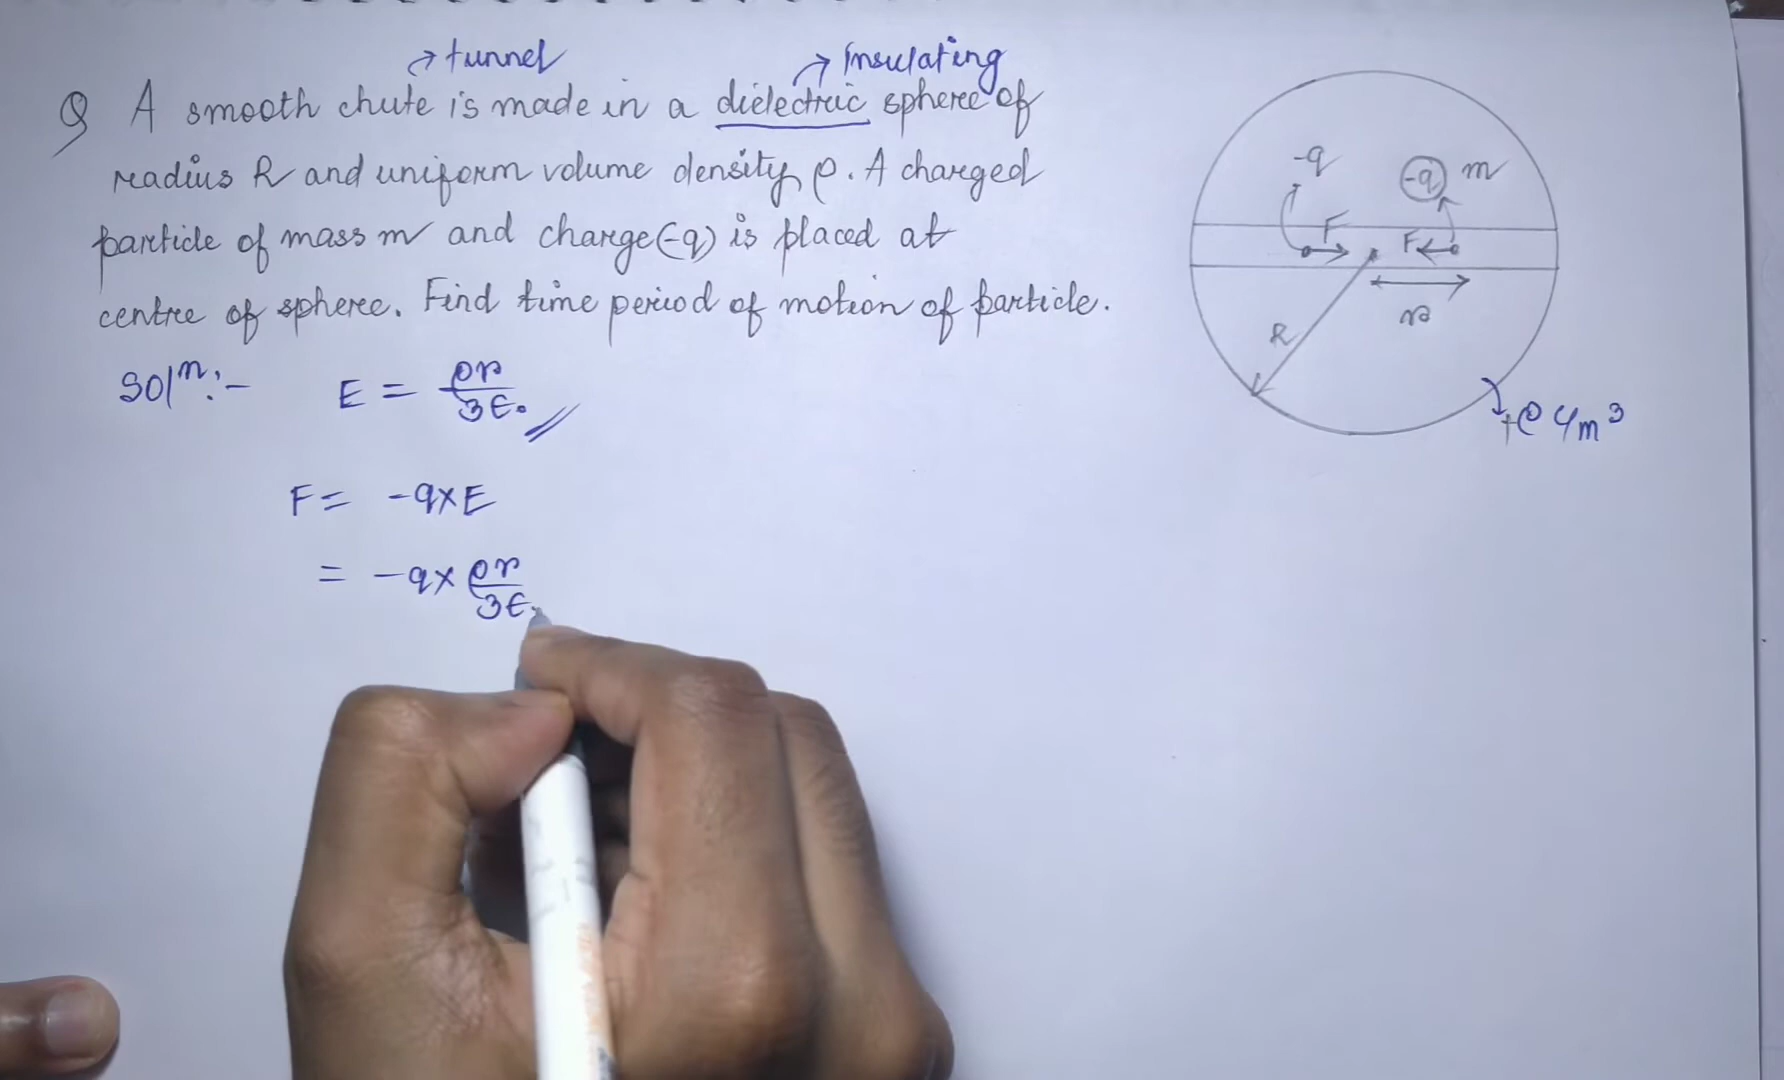 → tunnel → insulating
Q A smooth chute is made in a dielectric sphere of
radius R and uniform volume density ρ. A charged
particle of mass m and charge (-q) is placed at
centre of sphere. Find time period of motion of particle.
Solⁿ:- E = ρr/3ε₀
F = -q×E
= -q× ρr/3ε₀
-q -q m
F F
r
R
+ρ C/m³